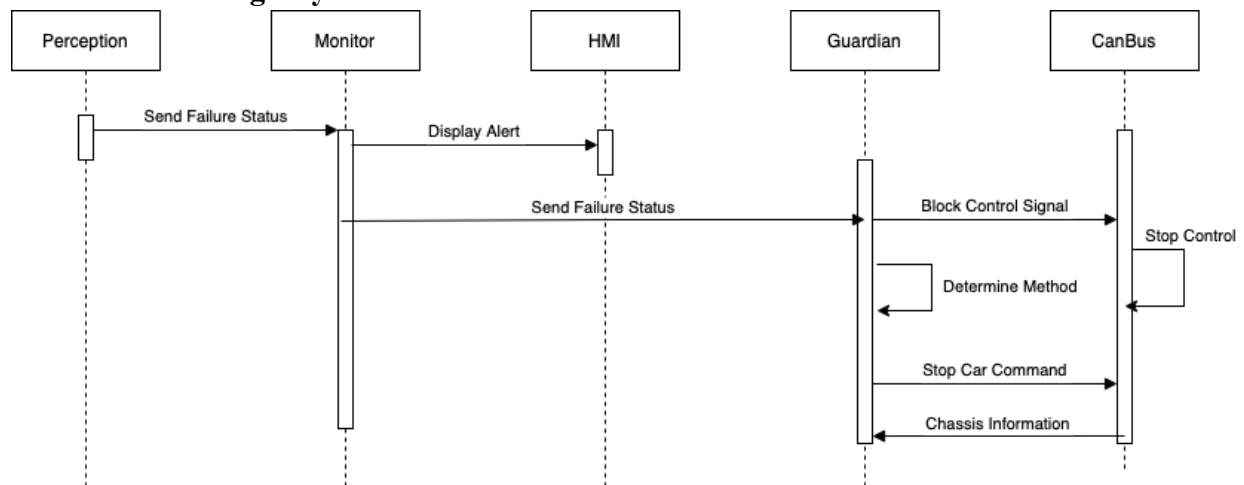 Perception Monitor HMI Guardian CanBus
Send Failure Status
Display Alert
Send Failure Status
Block Control Signal
Stop Control
Determine Method
Stop Car Command
Chassis Information